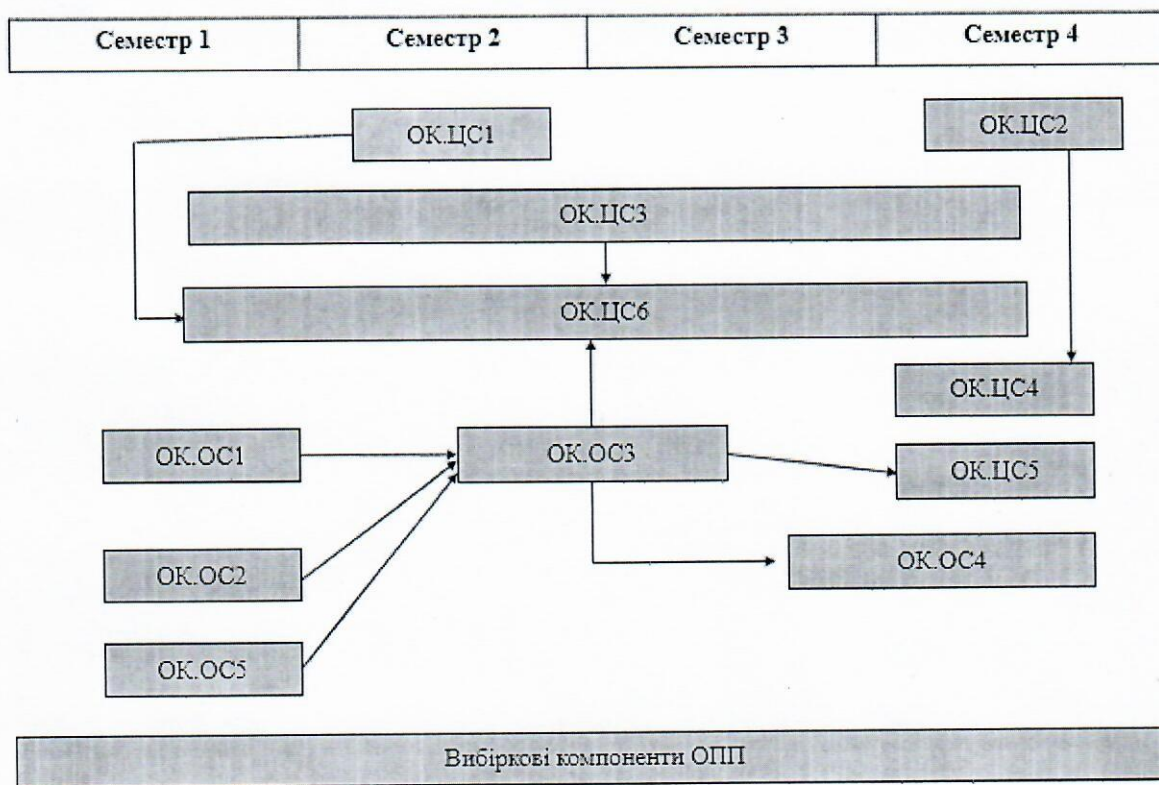 Семестр 1
Семестр 2
Семестр 3
Семестр 4
ОК.ЦС1
ОК.ЦС2
ОК.ЦС3
ОК.ЦС6
ОК.ЦС4
ОК.ОС1
ОК.ОС3
ОК.ЦС5
ОК.ОС2
ОК.ОС4
ОК.ОС5
Вибіркові компоненти ОПП